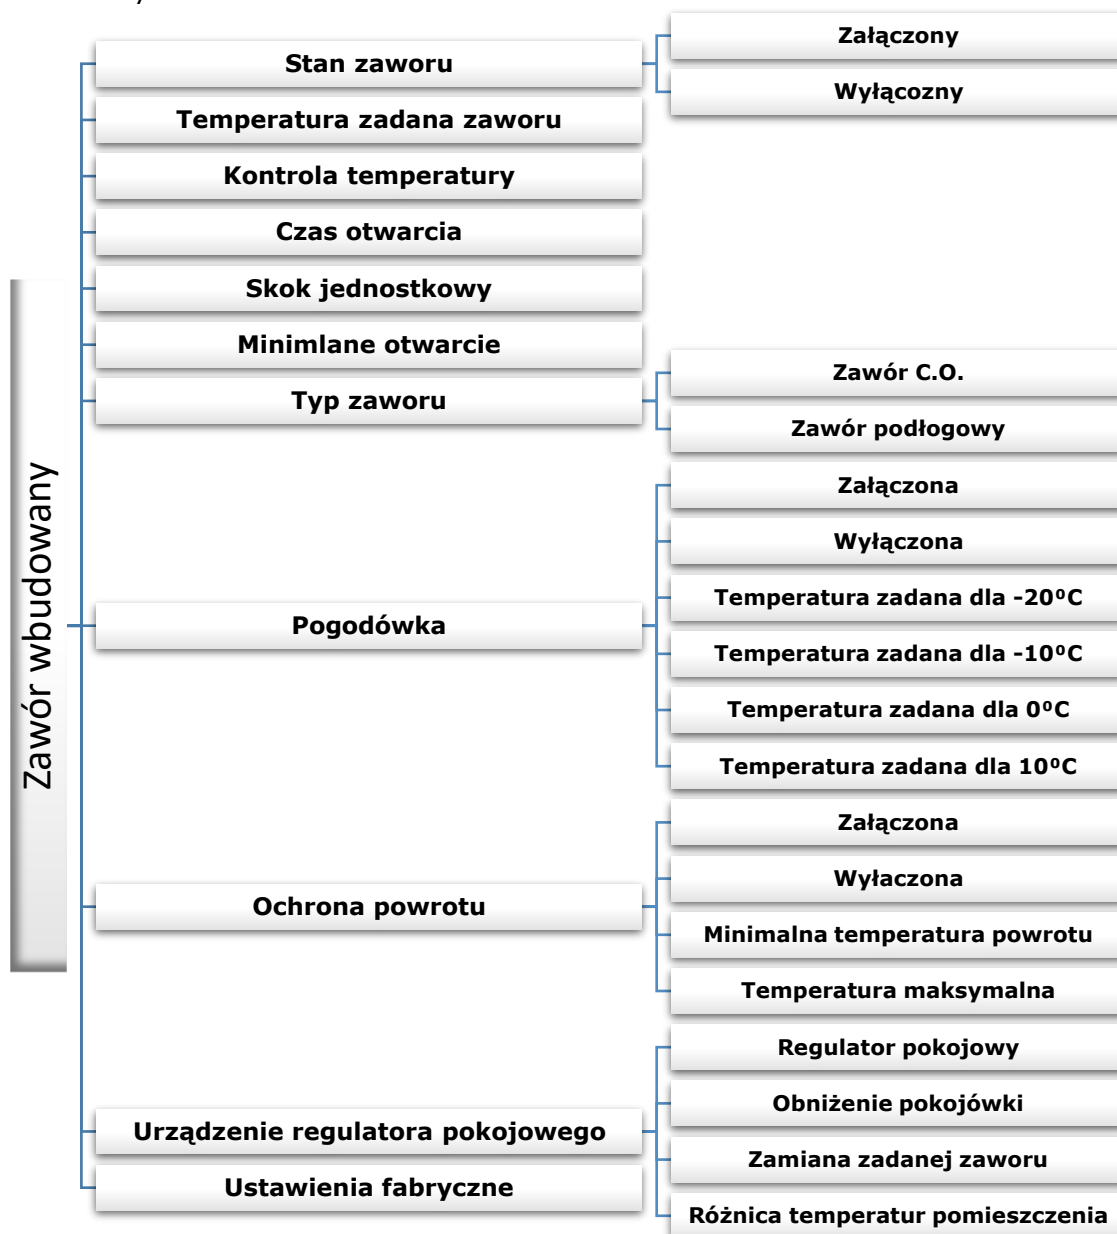 Zawór wbudowany
Stan zaworu
Załączony
Wyłącozny
Temperatura zadana zaworu
Kontrola temperatury
Czas otwarcia
Skok jednostkowy
Minimlane otwarcie
Typ zaworu
Zawór C.O.
Zawór podłogowy
Pogodówka
Załączona
Wyłączona
Temperatura zadana dla -20ºC
Temperatura zadana dla -10ºC
Temperatura zadana dla 0ºC
Temperatura zadana dla 10ºC
Ochrona powrotu
Załączona
Wyłaczona
Minimalna temperatura powrotu
Temperatura maksymalna
Urządzenie regulatora pokojowego
Regulator pokojowy
Obniżenie pokojówki
Zamiana zadanej zaworu
Różnica temperatur pomieszczenia
Ustawienia fabryczne